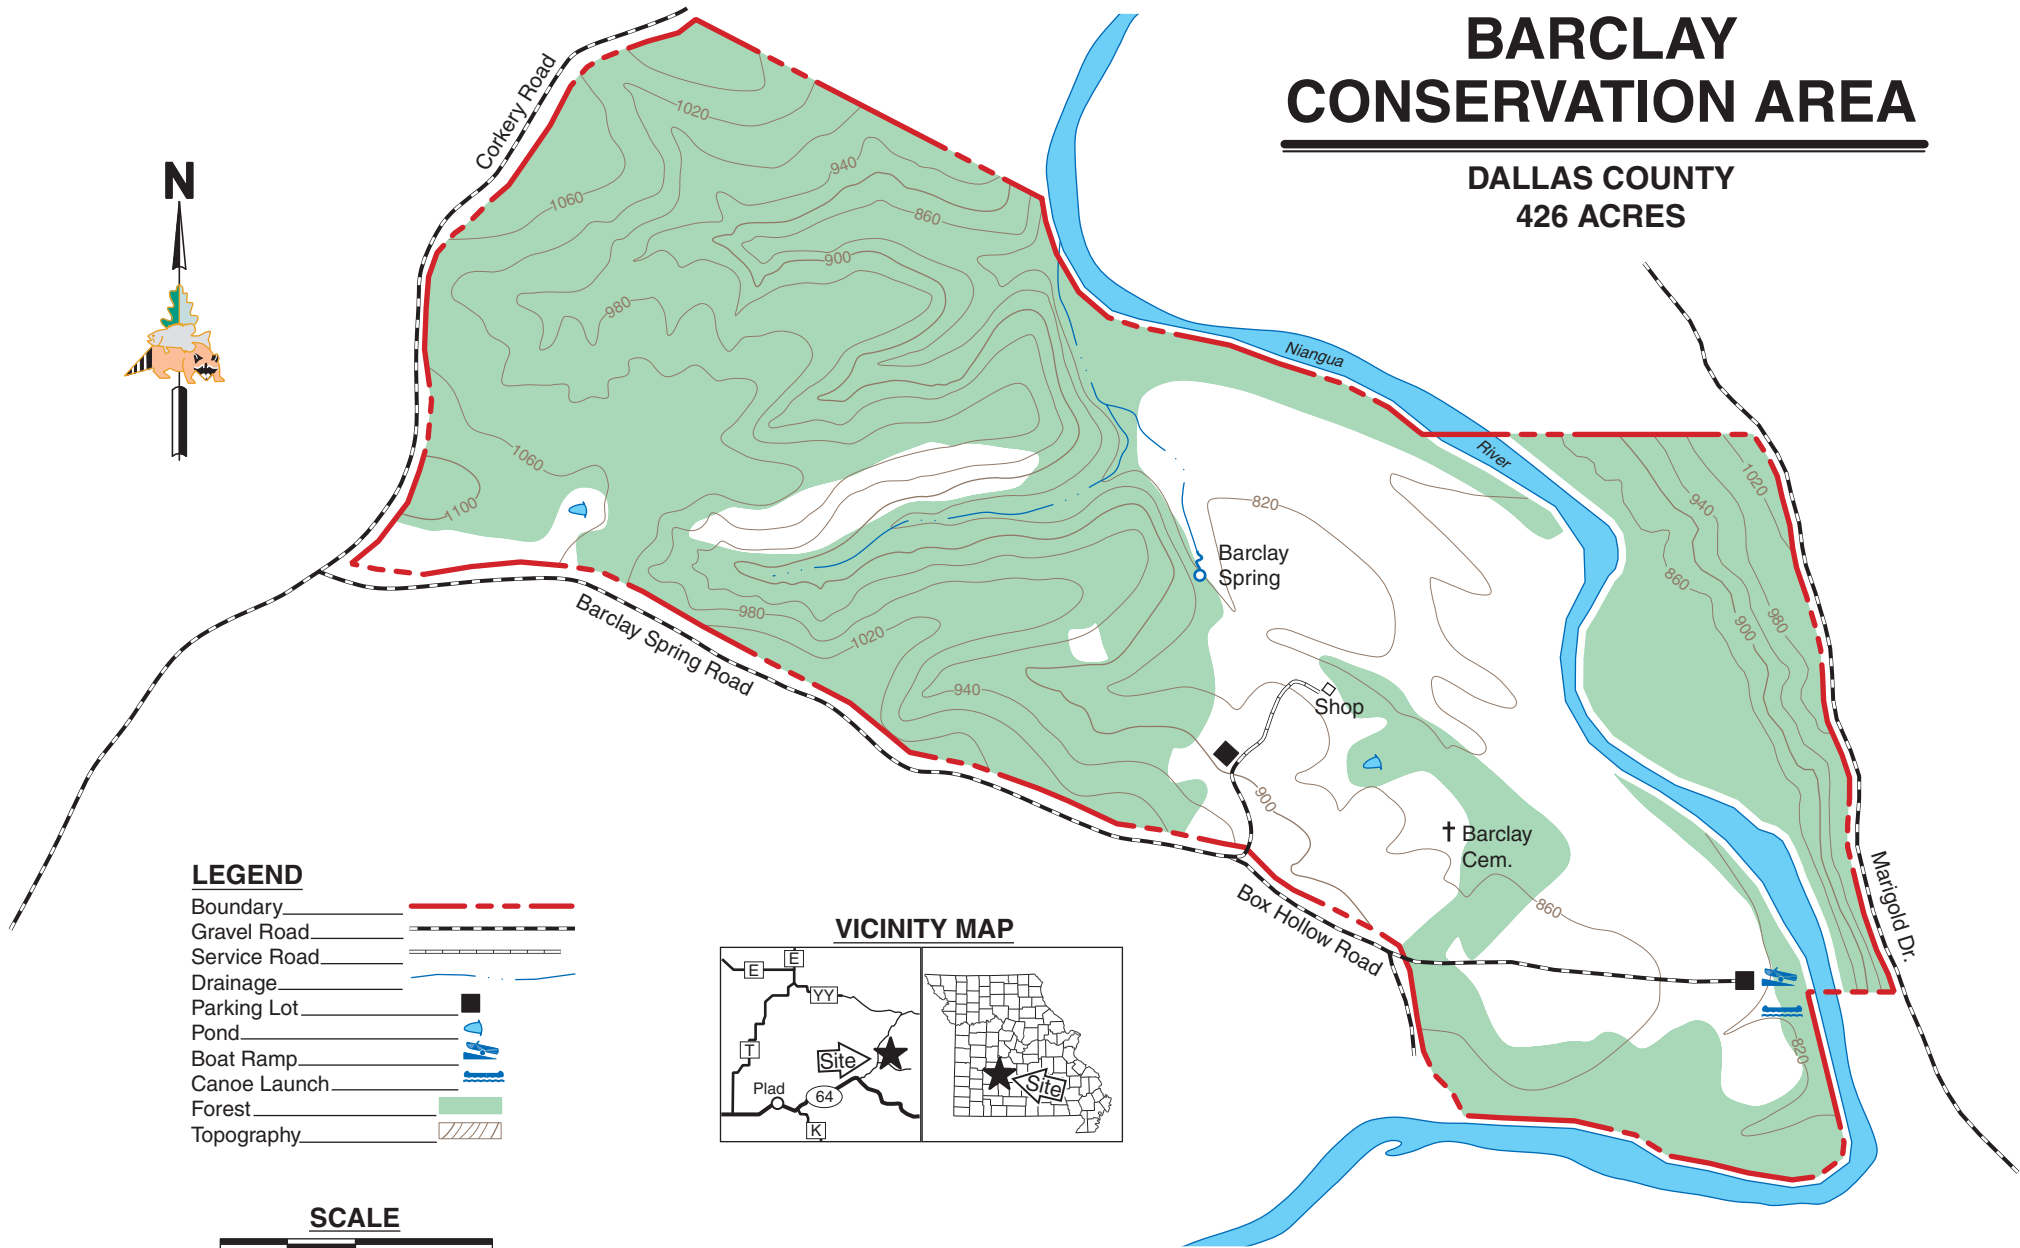 BARCLAY
CONSERVATION AREA
DALLAS COUNTY
426 ACRES
N
Corkery Road
1020
940
1060
860
900
980
Niangua
River
1020
940
1060
1100
820
Barclay
Spring
860
900
980
Barclay Spring Road
980
1020
940
Shop
900
Barclay
Cem.
860
Marigold Dr.
Box Hollow Road
820
LEGEND
Boundary
Gravel Road
Service Road
Drainage
Parking Lot
Pond
Boat Ramp
Canoe Launch
Forest
Topography
VICINITY MAP
E
E
YY
T
Site
Plad
64
K
Site
SCALE